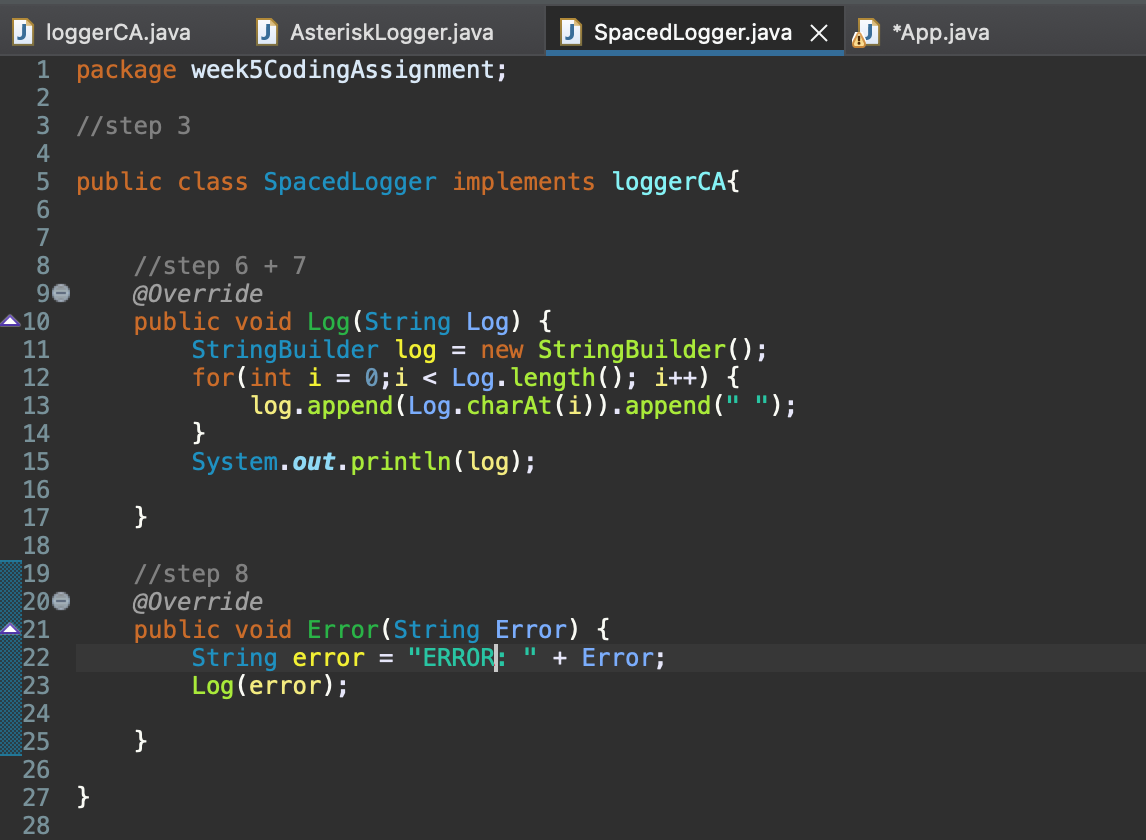 loggerCA.java AsteriskLogger.java SpacedLogger.java *App.java
1 package week5CodingAssignment;
2
3 //step 3
4
5 public class SpacedLogger implements loggerCA{
6
7
8     //step 6 + 7
9     @Override
10     public void Log(String Log) {
11         StringBuilder log = new StringBuilder();
12         for(int i = 0;i < Log.length(); i++) {
13             log.append(Log.charAt(i)).append(" ");
14         }
15         System.out.println(log);
16
17     }
18
19     //step 8
20     @Override
21     public void Error(String Error) {
22         String error = "ERROR: " + Error;
23         Log(error);
24
25     }
26
27 }
28